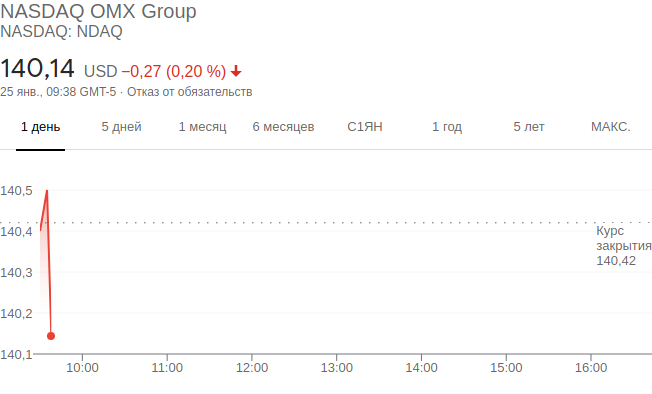 NASDAQ OMX Group
NASDAQ: NDAQ
140,14 USD −0,27 (0,20 %)
25 янв., 09:38 GMT-5 · Отказ от обязательств
1 день 5 дней 1 месяц 6 месяцев С1ЯН 1 год 5 лет МАКС.
140,5
140,4
140,3
140,2
140,1
Курс
закрытия
140,42
10:00 11:00 12:00 13:00 14:00 15:00 16:00